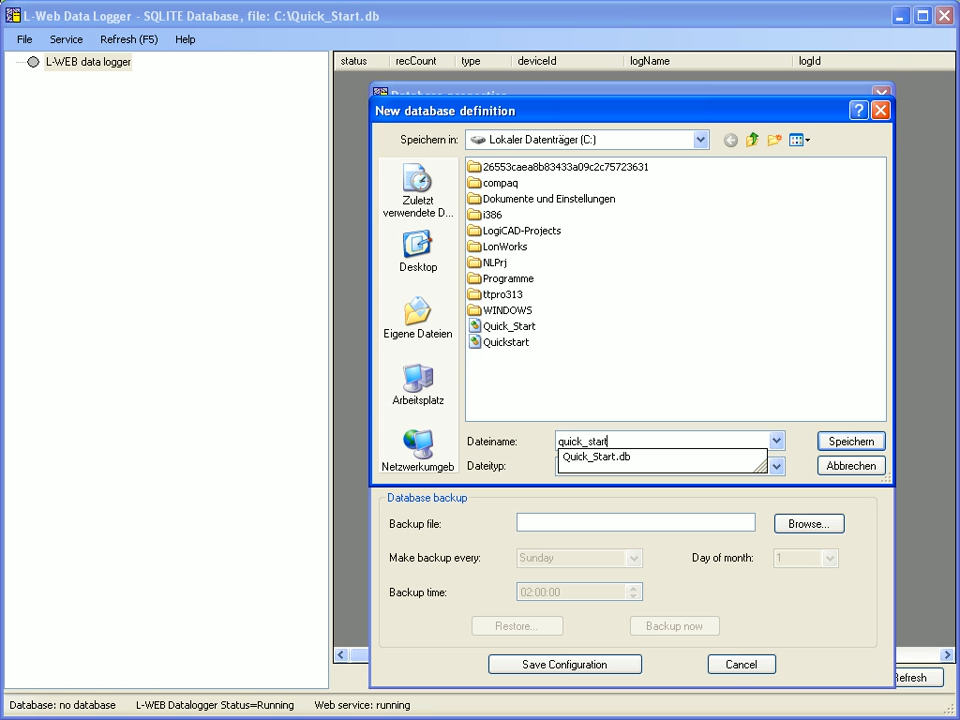 L-Web Data Logger - SQLITE Database, file: C:\Quick_Start.db
File Service Refresh (F5) Help
L-WEB data logger
status recCount type deviceId logName logId
Database properties
New database definition
Speichern in: Lokaler Datenträger (C:)
26553caea8b83433a09c2c75723631
compaq
Dokumente und Einstellungen
i386
LogiCAD-Projects
LonWorks
NLPrj
Programme
ttpro313
WINDOWS
Quick_Start
Quickstart
Zuletzt
verwendete D...
Desktop
Eigene Dateien
Arbeitsplatz
Netzwerkumgeb
Dateiname: quick_start Speichern
Quick_Start.db
Dateityp: Abbrechen
Database backup
Backup file: Browse...
Make backup every: Sunday Day of month: 1
Backup time: 02:00:00
Restore... Backup now
Save Configuration Cancel
Refresh
Database: no database L-WEB Datalogger Status=Running Web service: running